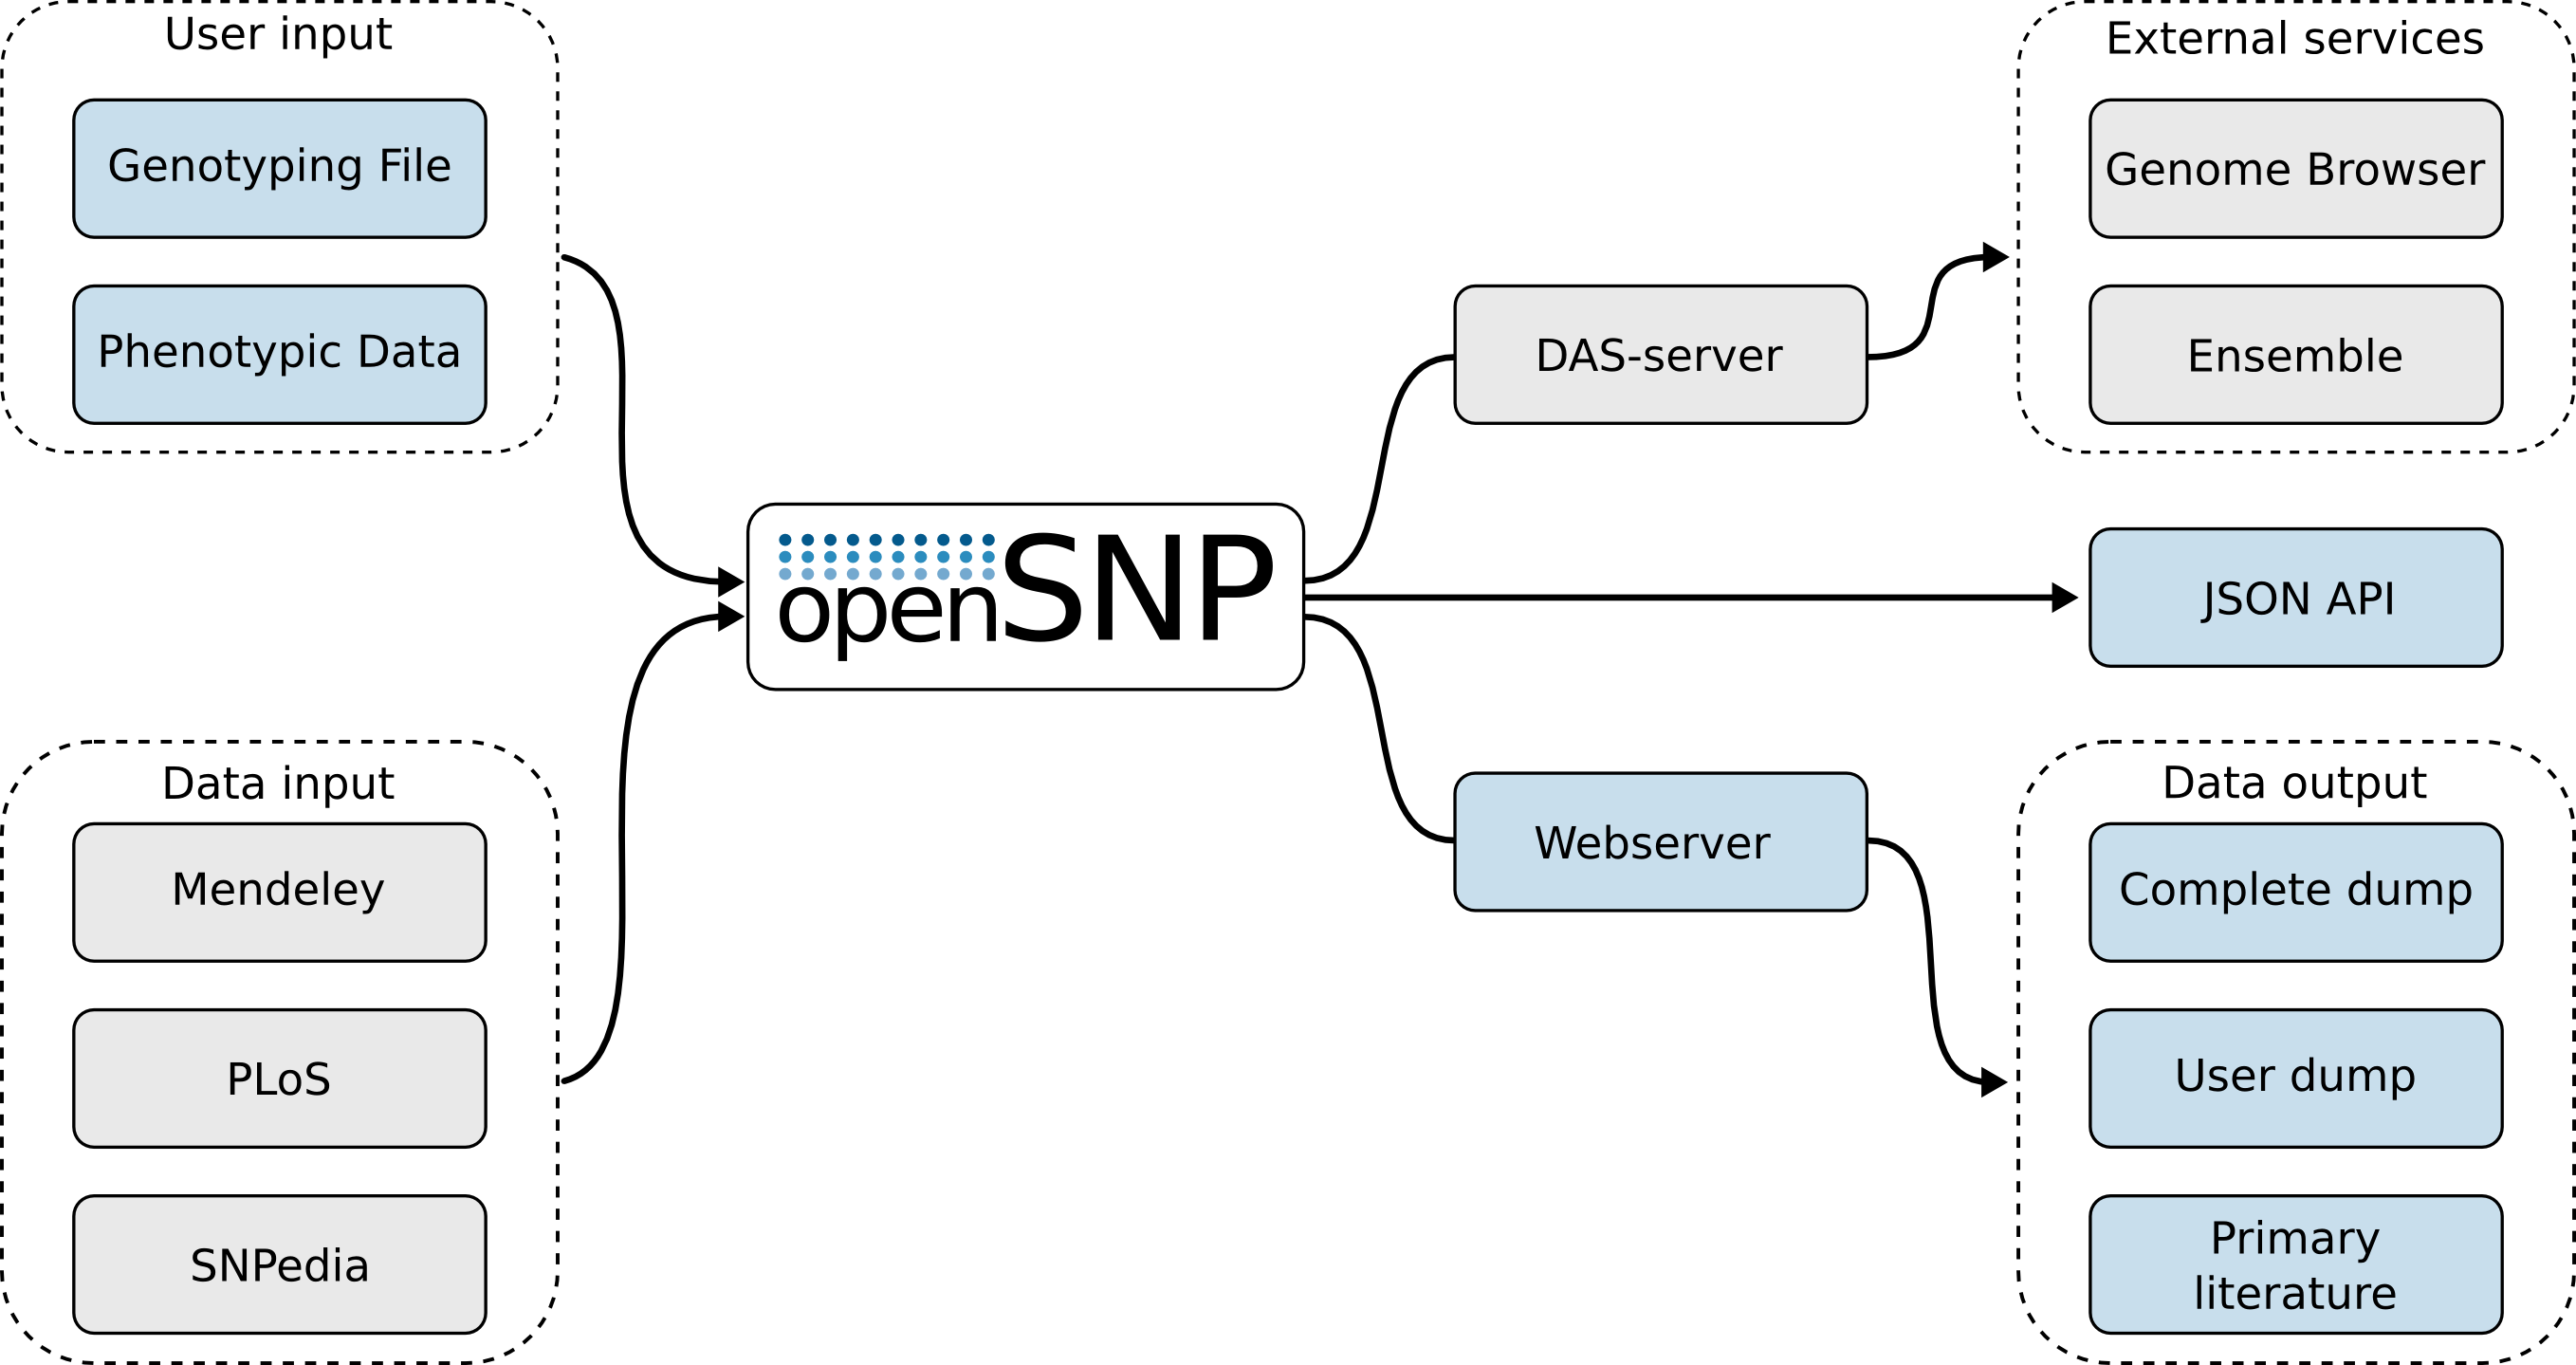 User input
Genotyping File
Phenotypic Data
Data input
Mendeley
PLoS
SNPedia
openSNP
DAS-server
Webserver
External services
Genome Browser
Ensemble
JSON API
Data output
Complete dump
User dump
Primary
literature